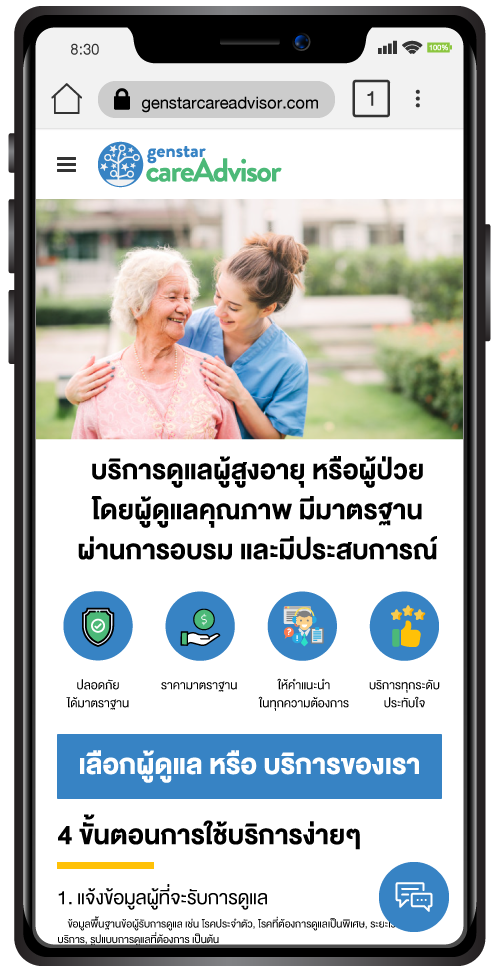 8:30
100%
genstarcareadvisor.com
1
genstar
careAdvisor
บริการดูแลผู้สูงอายุ หรือผู้ป่วย
โดยผู้ดูแลคุณภาพ มีมาตรฐาน
ผ่านการอบรม และมีประสบการณ์
ปลอดภัย
ได้มาตราฐาน
ราคามาตราฐาน
ให้คำแนะนำ
ในทุกความต้องการ
บริการทุกระดับ
ประทับใจ
เลือกผู้ดูแล หรือ บริการของเรา
4 ขั้นตอนการใช้บริการง่ายๆ
1. แจ้งข้อมูลผู้ที่จะรับการดูแล
ข้อมูลพื้นฐานข้อผู้รับการดูแล เช่น โรคประจำตัว, โรคที่ต้องการดูแลเป็นพิเศษ,
บริการ, รูปแบบการดูแลที่ต้องการ เป็นต้น